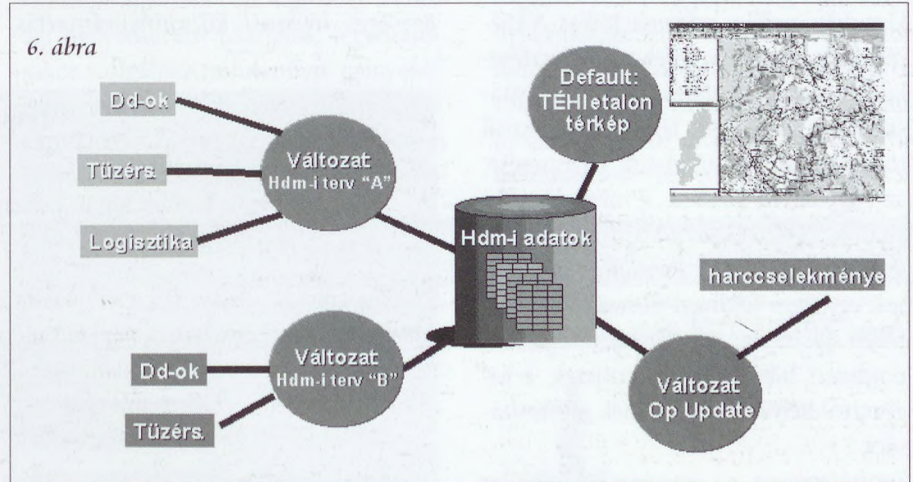 6. ábra
Dd-ok
Tüzérs.
Logisztika
Változat
Hdm-i terv "A"
Default:
TÉHI etalon
térkép
Hdm-i adatok
harccselekménye
Dd-ok
Tüzérs.
Változat
Hdm-i terv "B"
Változat
Op Update